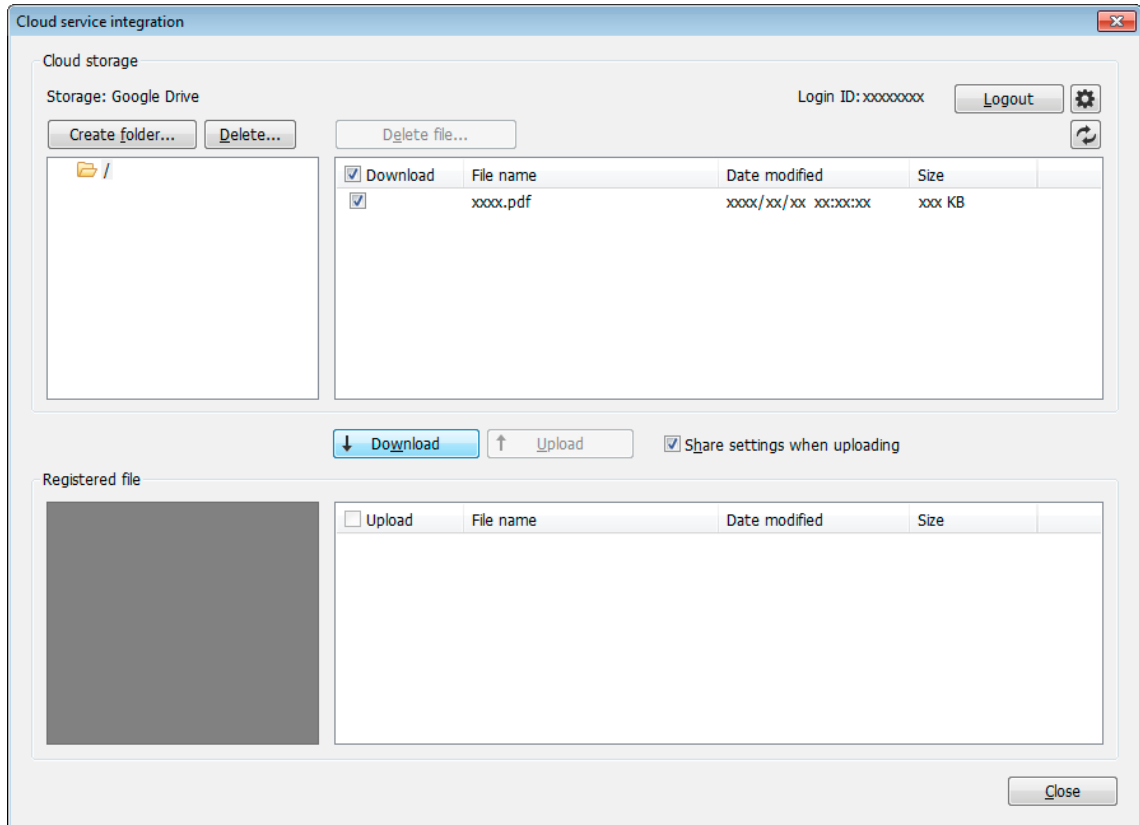 Cloud service integration
Cloud storage
Storage: Google Drive
Login ID: xxxxxxxx
Logout
Create folder...
Delete...
Delete file...
/
Download File name Date modified Size
xxxx.pdf xxxx/xx/xx xx:xx:xx xxx KB
Download
Upload
Share settings when uploading
Registered file
Upload File name Date modified Size
Close